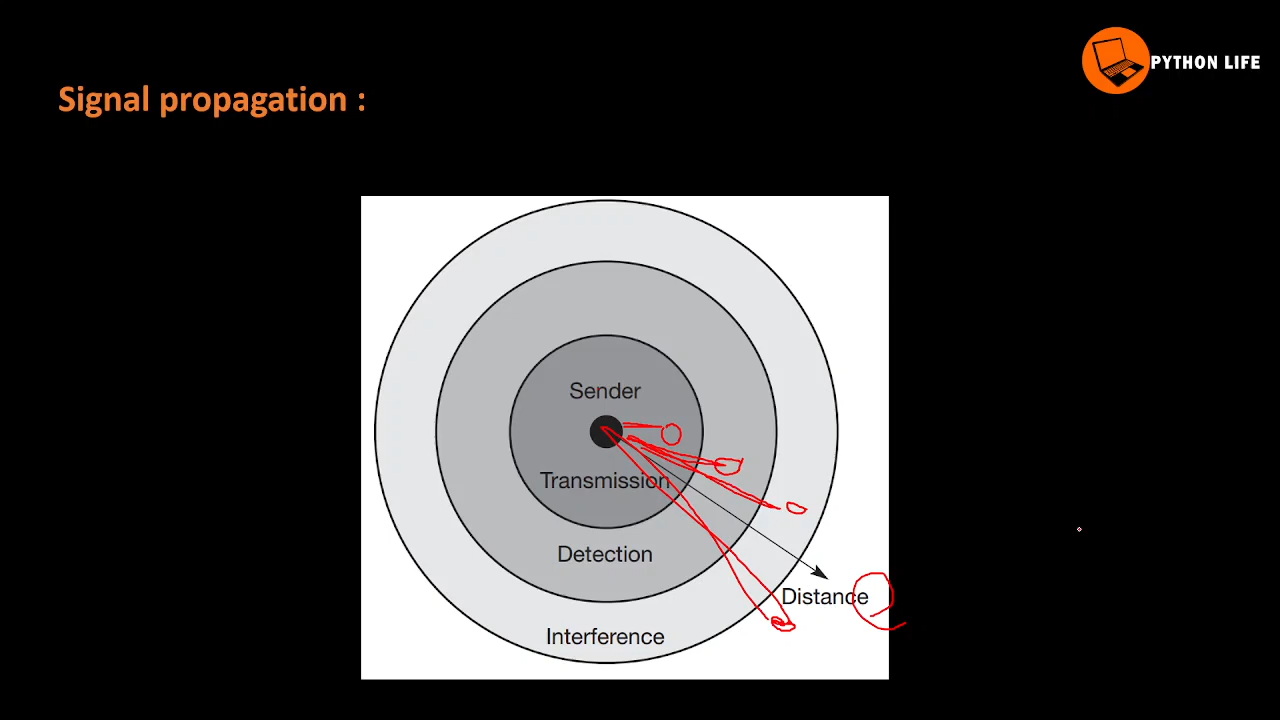 PYTHON LIFE
Signal propagation :
Sender
Transmission
Detection
Distance
Interference